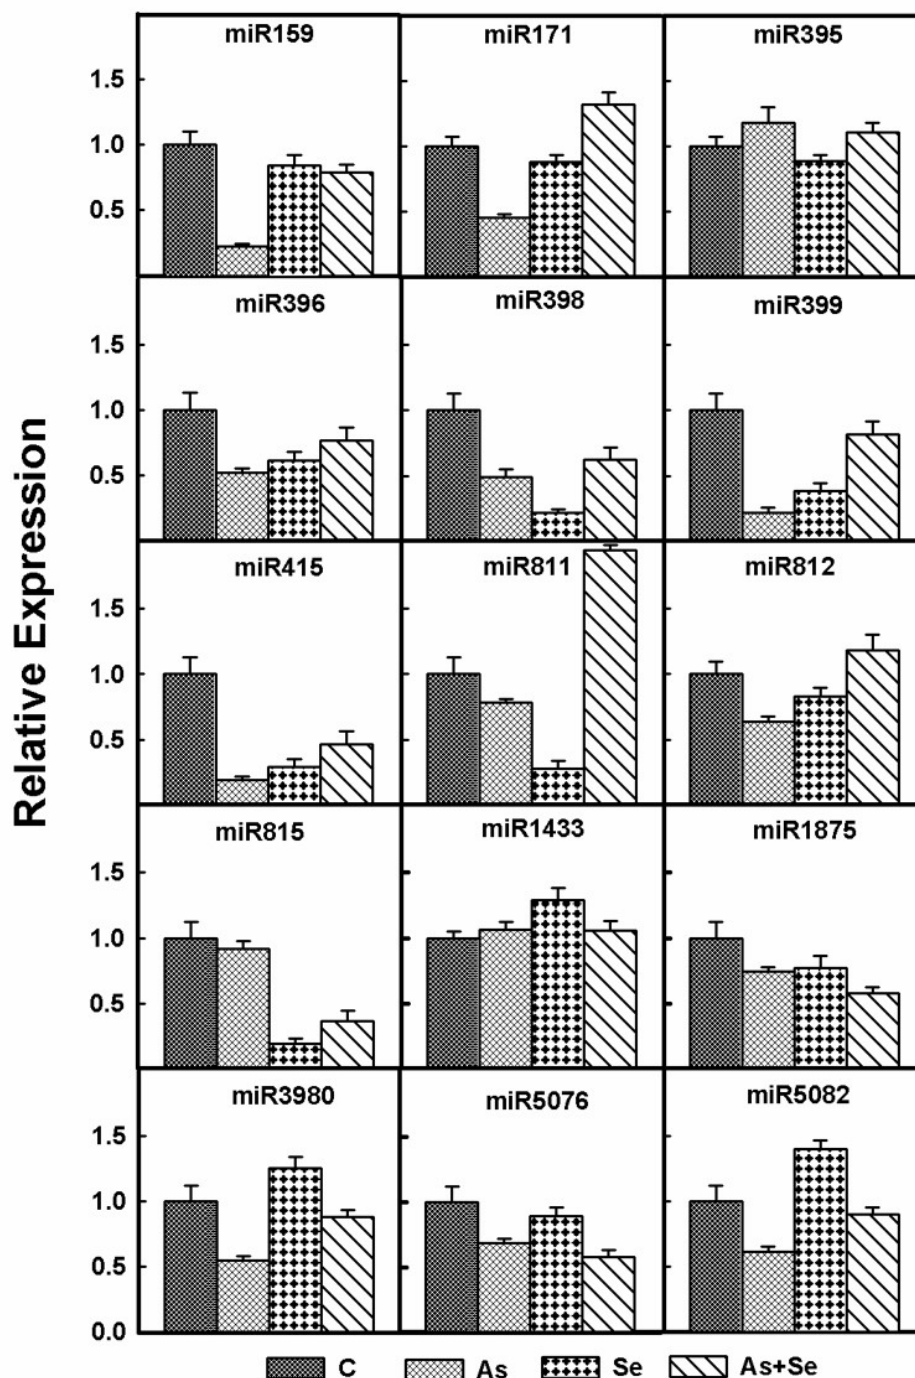 miR159 miR171 miR395
1.5
1.0
0.5
miR396 miR398 miR399
1.5
1.0
0.5
miR415 miR811 miR812
1.5
1.0
0.5
miR815 miR1433 miR1875
1.5
1.0
0.5
miR3980 miR5076 miR5082
1.5
1.0
0.5
0.0
Relative Expression
C As Se As+Se